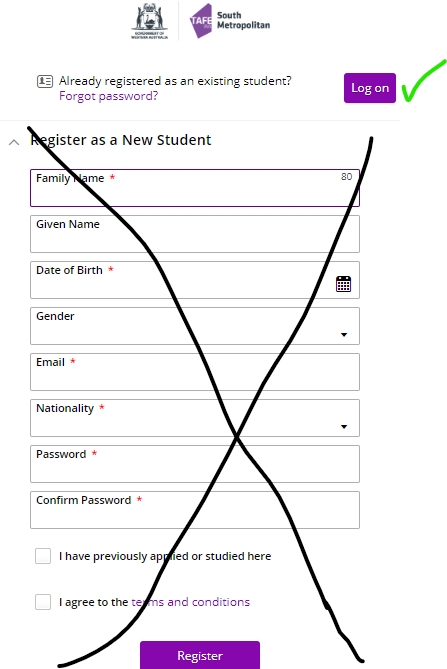 GOVERNMENT OF
WESTERN AUSTRALIA
TAFE
South
Metropolitan
Already registered as an existing student?
Forgot password?
Log on
Register as a New Student
Family Name *
80
Given Name
Date of Birth *
Gender
Email *
Nationality *
Password *
Confirm Password *
I have previously applied or studied here
I agree to the terms and conditions
Register